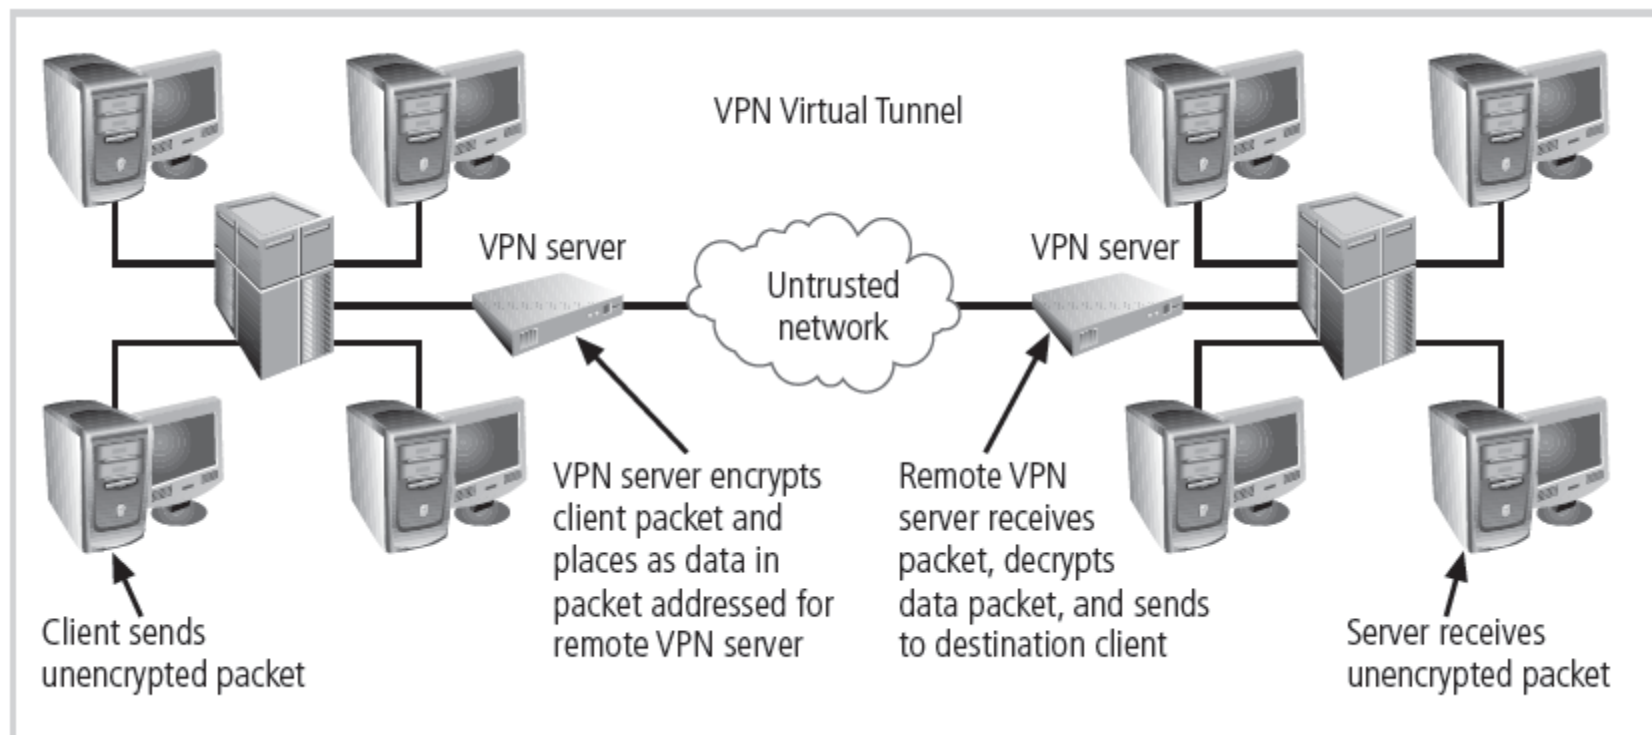 VPN Virtual Tunnel
VPN server
Untrusted
network
VPN server
VPN server encrypts
client packet and
places as data in
packet addressed for
remote VPN server
Remote VPN
server receives
packet, decrypts
data packet, and sends
to destination client
Client sends
unencrypted packet
Server receives
unencrypted packet